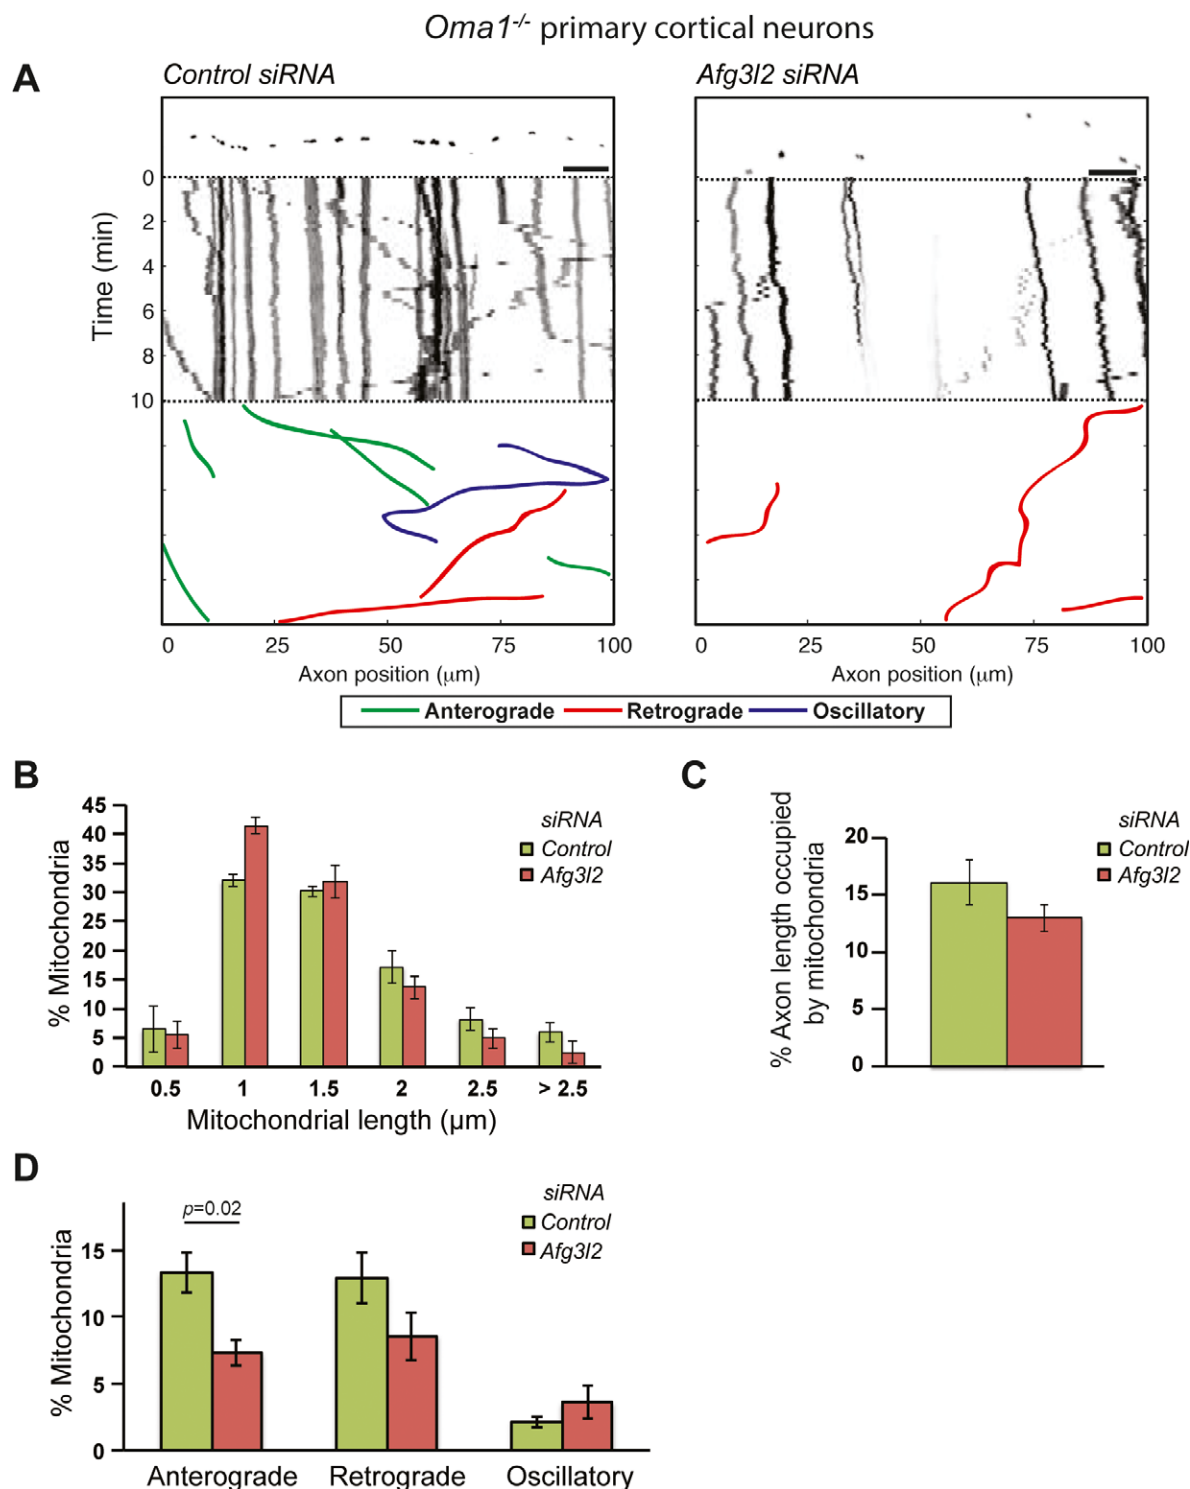 Oma1-/- primary cortical neurons
A
Control siRNA
Afg3l2 siRNA
Time (min)
0
2
4
6
8
10
0 25 50 75 100
Axon position (μm)
0 25 50 75 100
Axon position (μm)
Anterograde Retrograde Oscillatory
B
% Mitochondria
45
40
35
30
20
15
10
5
0
0.5 1 1.5 2 2.5 > 2.5
Mitochondrial length (μm)
siRNA
Control
Afg3l2
C
% Axon length occupied
by mitochondria
20
15
10
5
0
siRNA
Control
Afg3l2
D
% Mitochondria
15
10
5
0
p=0.02
Anterograde Retrograde Oscillatory
siRNA
Control
Afg3l2